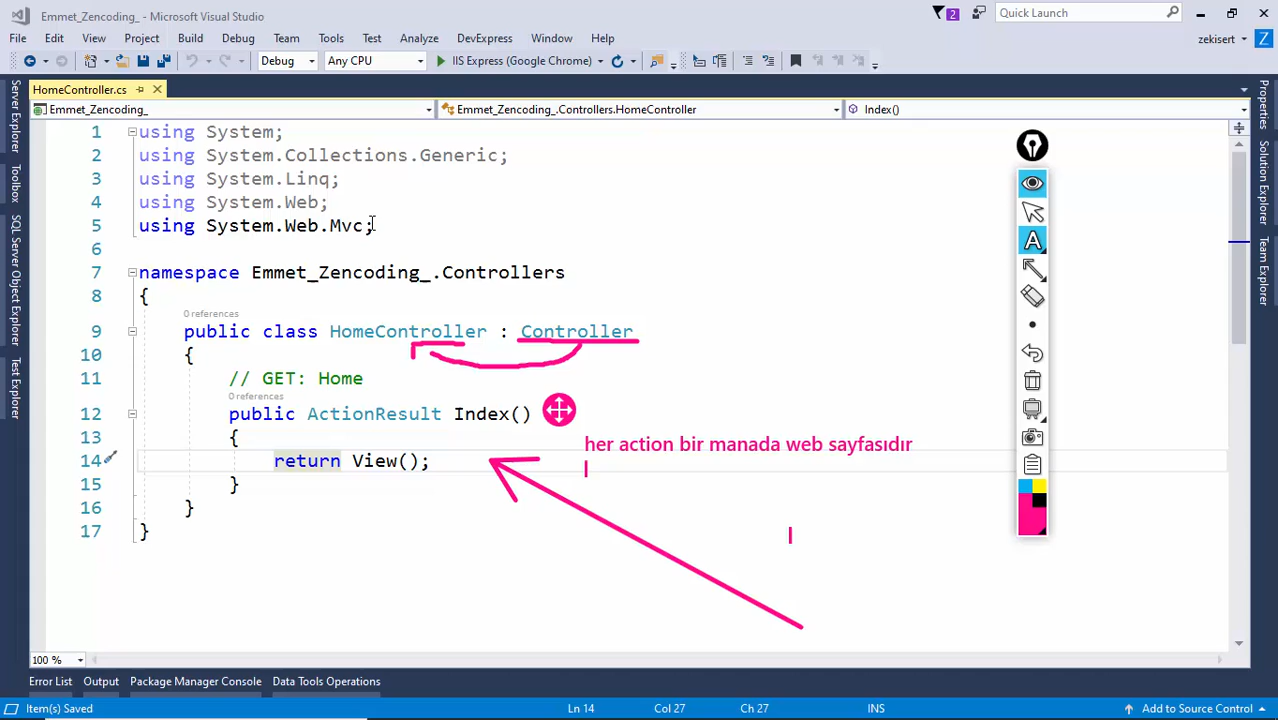 Emmet_Zencoding_ - Microsoft Visual Studio
2
Quick Launch
File Edit View Project Build Debug Team Tools Test Analyze DevExpress Window Help
zekisert
Z
Debug
Any CPU
IIS Express (Google Chrome)
HomeController.cs
Emmet_Zencoding_
Emmet_Zencoding_.Controllers.HomeController
Index()
Server Explorer
Toolbox
SQL Server Object Explorer
Test Explorer
1 using System;
2 using System.Collections.Generic;
3 using System.Linq;
4 using System.Web;
5 using System.Web.Mvc;
6
7 namespace Emmet_Zencoding_.Controllers
8 {
0 references
9 public class HomeController : Controller
10 {
11 // GET: Home
0 references
12 public ActionResult Index()
13 {
her action bir manada web sayfasıdır
14 return View();
15 }
16 }
17 }
A
Properties
Solution Explorer
Team Explorer
100 %
Error List Output Package Manager Console Data Tools Operations
Item(s) Saved
Ln 14
Col 27
Ch 27
INS
Add to Source Control